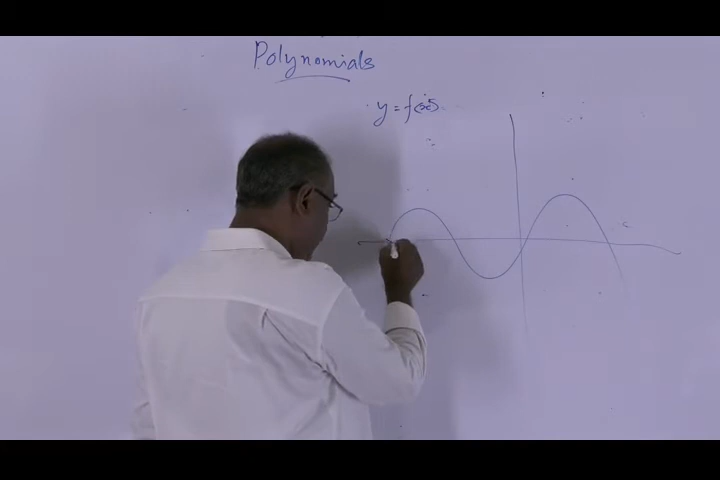 Polynomials
y = f(x)